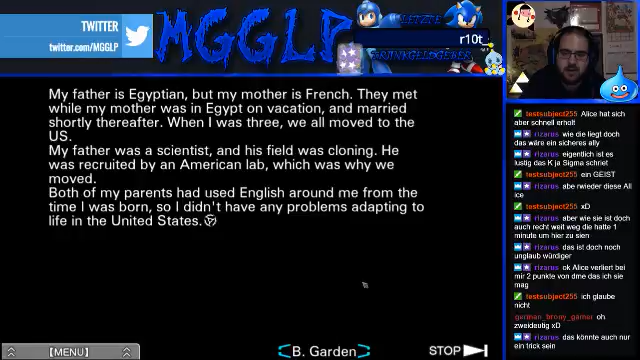 TWITTER
twitter.com/MGGLP
MGGLP
LETZTE
r10t
TRINKGELDGEBER
My father is Egyptian, but my mother is French. They met
while my mother was in Egypt on vacation, and married
shortly thereafter. When I was three, we all moved to the
US.
My father was a scientist, and his field was cloning. He
was recruited by an American lab, which was why we
moved.
Both of my parents had used English around me from the
time I was born, so I didn't have any problems adapting to
life in the United States.
[MENU]
B. Garden
STOP
testsubject255 Alice hat sich
aber schnell erholt
rizarus: wie die liegt doch
das wäre ein sicheres ally
rizarus: eigentlich ist es
lustig das K ja Sigma schriet
testsubject255: ein GEIST
testsubject255: aber wieder diese Al
ice
testsubject255: xD
rizarus: aber wie sie ist doch
auch recht weit weg die hatte 1
minute um hier zu sien
rizarus: das ist doch noch
unglaub würdiger
rizarus: ok Alice verliert bei
mir 2 punkte von dme das ich sie
mag
testsubject255: ich glaube
nicht
german_brony_gamer: oh
zweideutig xD
rizarus: das könnte auch nur
ein trick sein